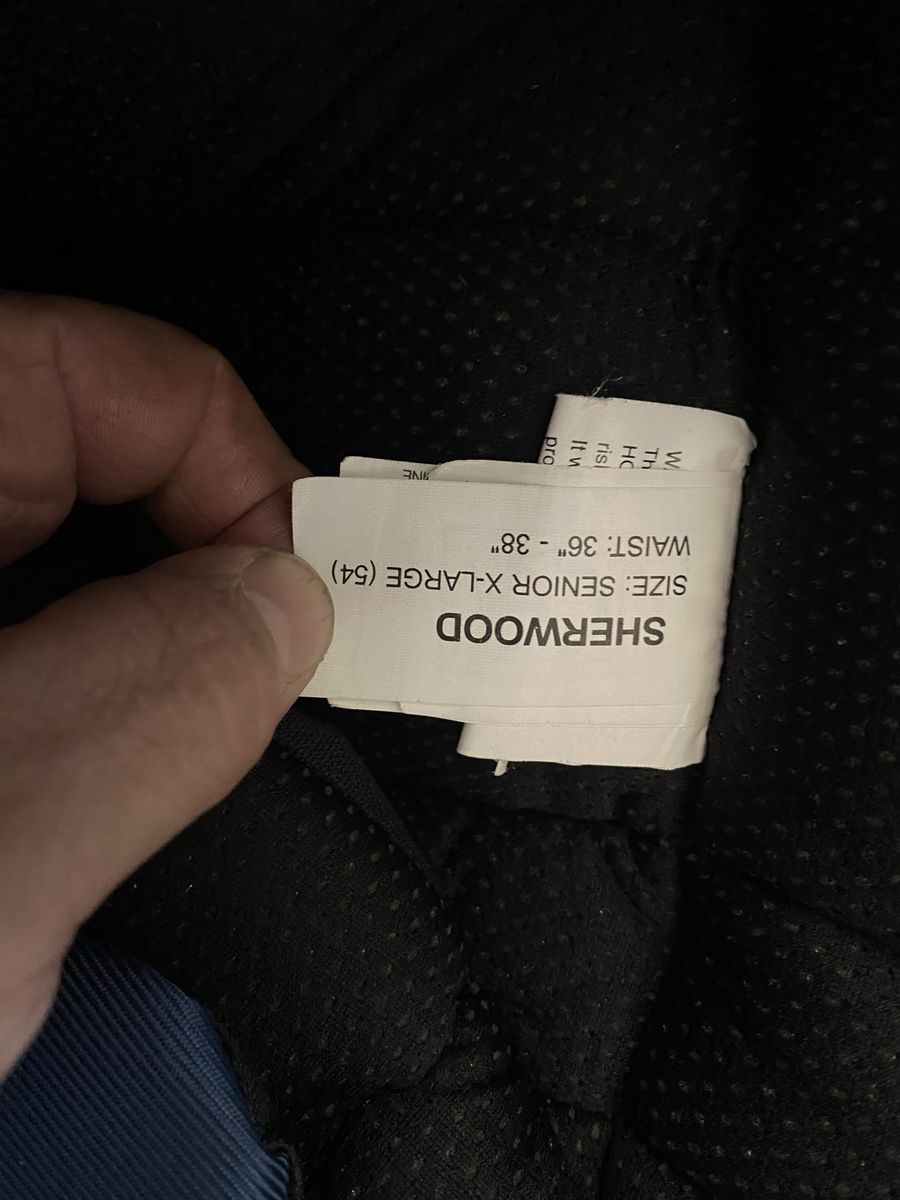 SHERWOOD
SIZE: SENIOR X-LARGE (54)
WAIST: 36" - 38"